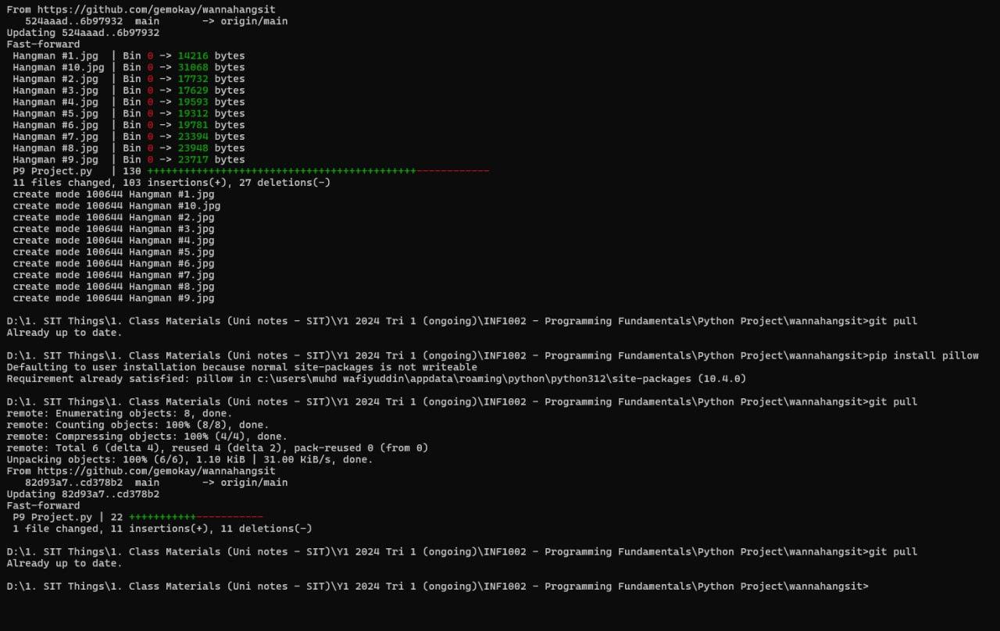 From https://github.com/gemokay/wannahangsit
   524aaad..6b97932  main       -> origin/main
Updating 524aaad..6b97932
Fast-forward
 Hangman #1.jpg  | Bin 0 -> 14216 bytes
 Hangman #10.jpg | Bin 0 -> 31068 bytes
 Hangman #2.jpg  | Bin 0 -> 17732 bytes
 Hangman #3.jpg  | Bin 0 -> 17629 bytes
 Hangman #4.jpg  | Bin 0 -> 19593 bytes
 Hangman #5.jpg  | Bin 0 -> 19312 bytes
 Hangman #6.jpg  | Bin 0 -> 19781 bytes
 Hangman #7.jpg  | Bin 0 -> 23394 bytes
 Hangman #8.jpg  | Bin 0 -> 23948 bytes
 Hangman #9.jpg  | Bin 0 -> 23717 bytes
 P9 Project.py   | 130 ++++++++++++++++++++++++++++++++++++++++++++------------
 11 files changed, 103 insertions(+), 27 deletions(-)
 create mode 100644 Hangman #1.jpg
 create mode 100644 Hangman #10.jpg
 create mode 100644 Hangman #2.jpg
 create mode 100644 Hangman #3.jpg
 create mode 100644 Hangman #4.jpg
 create mode 100644 Hangman #5.jpg
 create mode 100644 Hangman #6.jpg
 create mode 100644 Hangman #7.jpg
 create mode 100644 Hangman #8.jpg
 create mode 100644 Hangman #9.jpg
D:\1. SIT Things\1. Class Materials (Uni notes - SIT)\Y1 2024 Tri 1 (ongoing)\INF1002 - Programming Fundamentals\Python Project\wannahangsit>git pull
Already up to date.
D:\1. SIT Things\1. Class Materials (Uni notes - SIT)\Y1 2024 Tri 1 (ongoing)\INF1002 - Programming Fundamentals\Python Project\wannahangsit>pip install pillow
Defaulting to user installation because normal site-packages is not writeable
Requirement already satisfied: pillow in c:\users\muhd wafiyuddin\appdata\roaming\python\python312\site-packages (10.4.0)
D:\1. SIT Things\1. Class Materials (Uni notes - SIT)\Y1 2024 Tri 1 (ongoing)\INF1002 - Programming Fundamentals\Python Project\wannahangsit>git pull
remote: Enumerating objects: 8, done.
remote: Counting objects: 100% (8/8), done.
remote: Compressing objects: 100% (4/4), done.
remote: Total 6 (delta 4), reused 4 (delta 2), pack-reused 0 (from 0)
Unpacking objects: 100% (6/6), 1.10 KiB | 31.00 KiB/s, done.
From https://github.com/gemokay/wannahangsit
   82d93a7..cd378b2  main       -> origin/main
Updating 82d93a7..cd378b2
Fast-forward
 P9 Project.py | 22 +++++++++++-----------
 1 file changed, 11 insertions(+), 11 deletions(-)
D:\1. SIT Things\1. Class Materials (Uni notes - SIT)\Y1 2024 Tri 1 (ongoing)\INF1002 - Programming Fundamentals\Python Project\wannahangsit>git pull
Already up to date.
D:\1. SIT Things\1. Class Materials (Uni notes - SIT)\Y1 2024 Tri 1 (ongoing)\INF1002 - Programming Fundamentals\Python Project\wannahangsit>